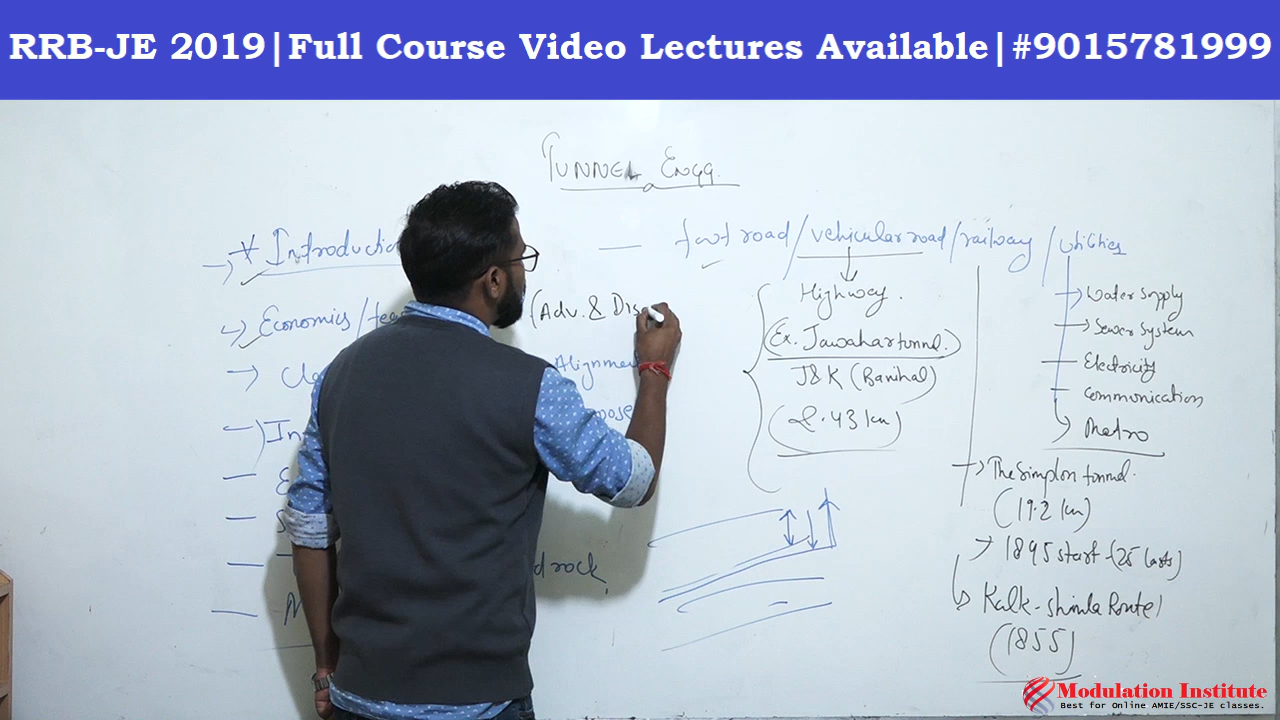 RRB-JE 2019|Full Course Video Lectures Available|#9015781999
TUNNEL ENGG.
* Introductio
— foot road/vehicular road/railway/utilities
Economics/
(Adv. & Dis
Alignmen
pose
d rock
Highway.
(Ex. Jawahar tunnel.)
J&K (Banihal)
(2.43 km)
Water supply
Sewer system
Electricity
communication
Metro
The Simplon tunnel.
(19.2 km)
1895 start (25 lacts)
Kalk-shimla Route)
(1855)
Modulation Institute
Best for Online AMIE/SSC-JE classes.